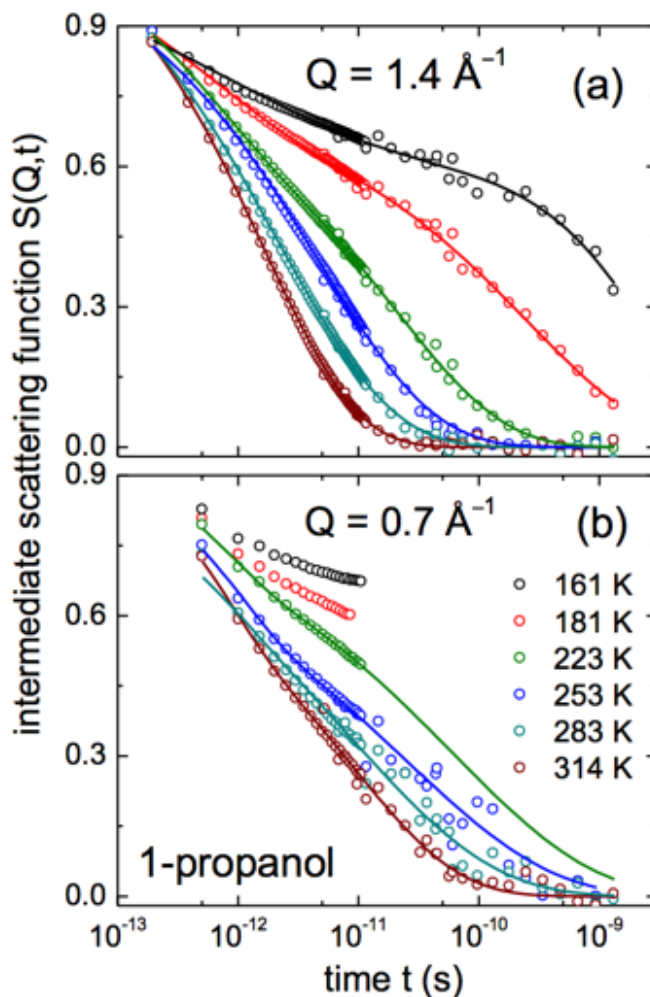 intermediate scattering function S(Q,t)
0.9
0.6
0.3
0.0
Q = 1.4 Å⁻¹
(a)
0.9
0.6
0.3
0.0
Q = 0.7 Å⁻¹
(b)
161 K
181 K
223 K
253 K
283 K
314 K
1-propanol
10⁻¹³
10⁻¹²
10⁻¹¹
10⁻¹⁰
10⁻⁹
time t (s)